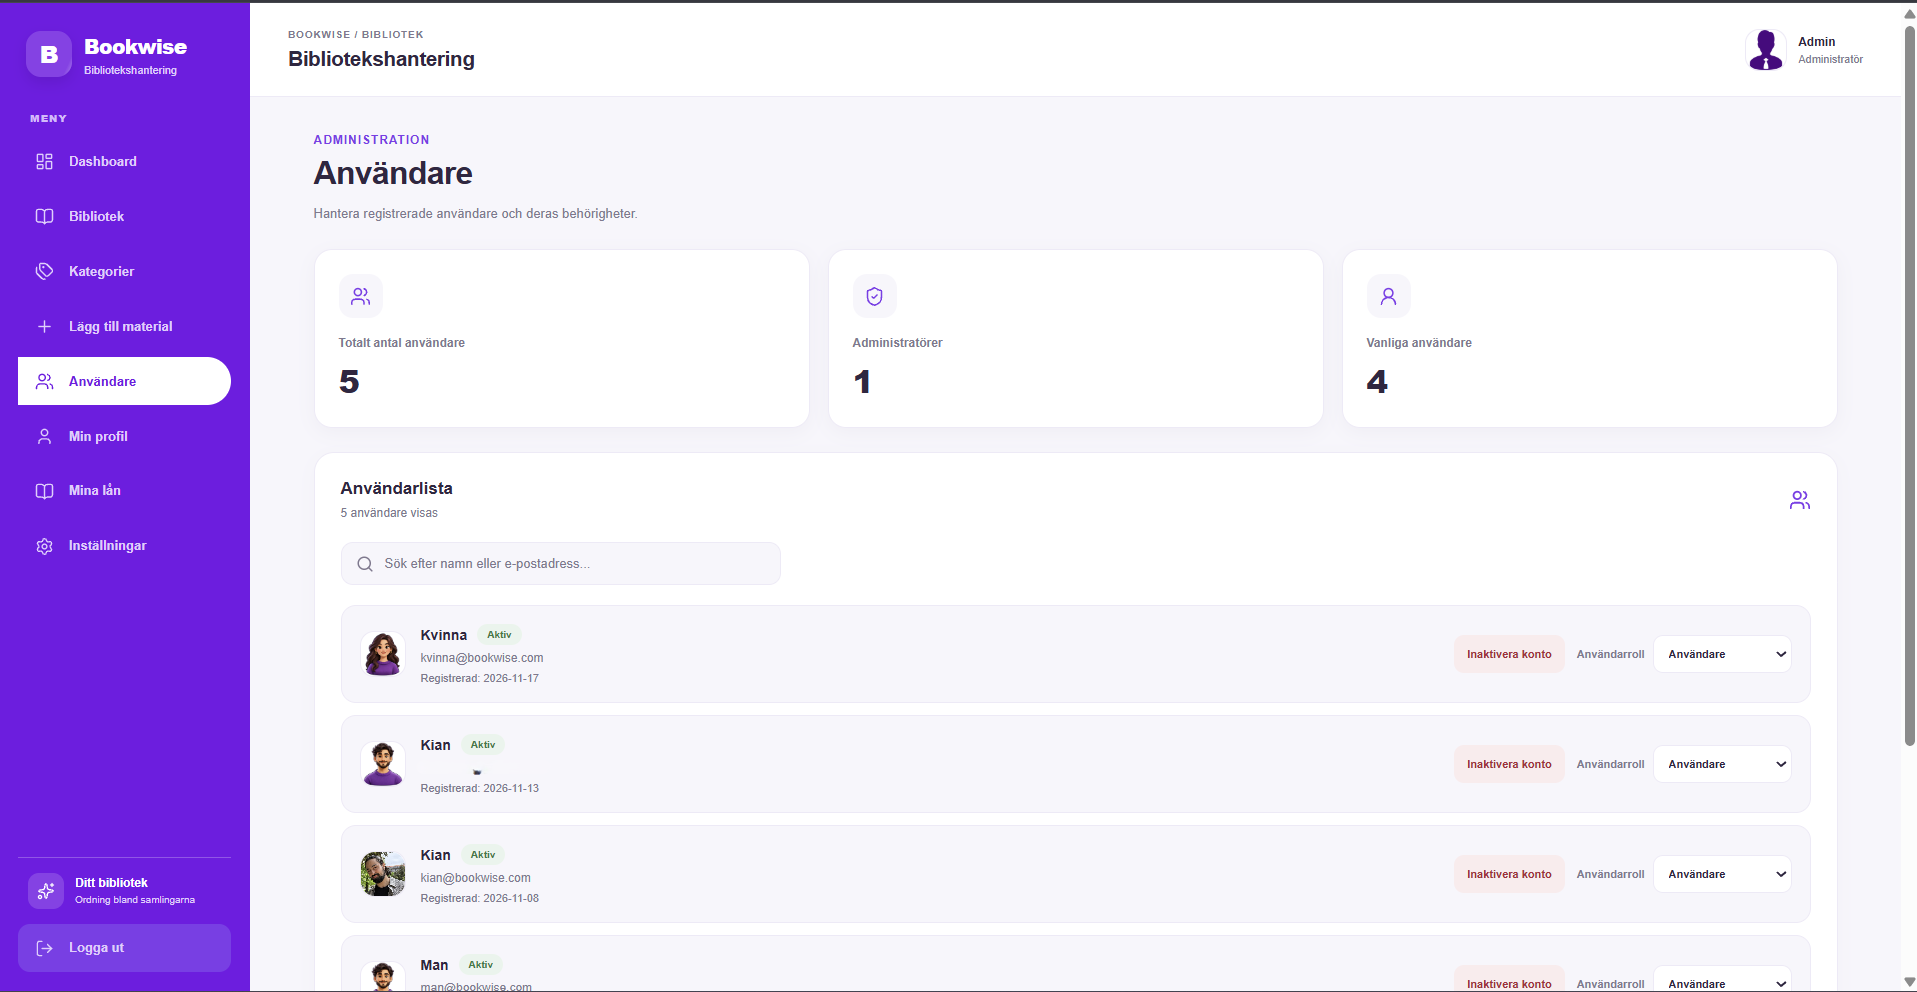 B
Bookwise
Bibliotekshantering
MENY
Dashboard
Bibliotek
Kategorier
Lägg till material
Användare
Min profil
Mina lån
Inställningar
Ditt bibliotek
Ordning bland samlingarna
Logga ut
BOOKWISE / BIBLIOTEK
Bibliotekshantering
Admin
Administratör
ADMINISTRATION
Användare
Hantera registrerade användare och deras behörigheter.
Totalt antal användare
5
Administratörer
1
Vanliga användare
4
Användarlista
5 användare visas
Sök efter namn eller e-postadress...
Kvinna Aktiv
kvinna@bookwise.com
Registrerad: 2026-11-17
Inaktivera konto Användarroll Användare
Kian Aktiv
Registrerad: 2026-11-13
Inaktivera konto Användarroll Användare
Kian Aktiv
kian@bookwise.com
Registrerad: 2026-11-08
Inaktivera konto Användarroll Användare
Man Aktiv
man@bookwise.com
Inaktivera konto Användarroll Användare